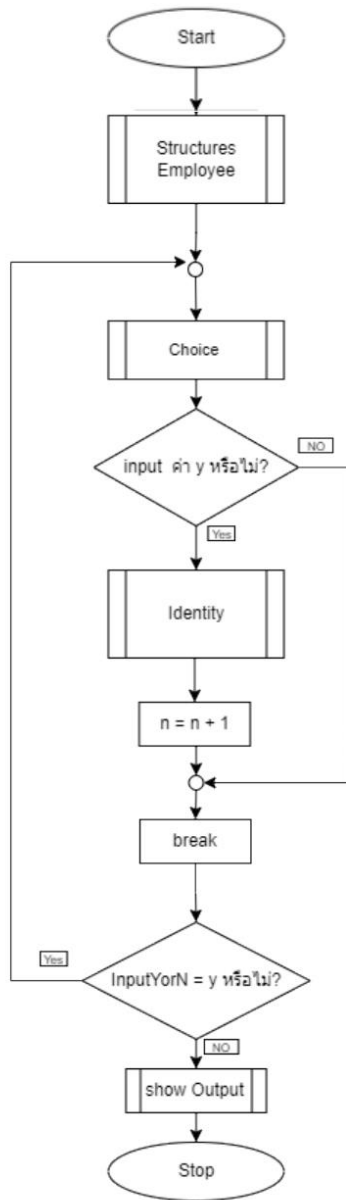 Start
Structures
Employee
Choice
input ค่า y หรือไม่?
NO
Yes
Identity
n = n + 1
break
Yes
InputYorN = y หรือไม่?
NO
show Output
Stop